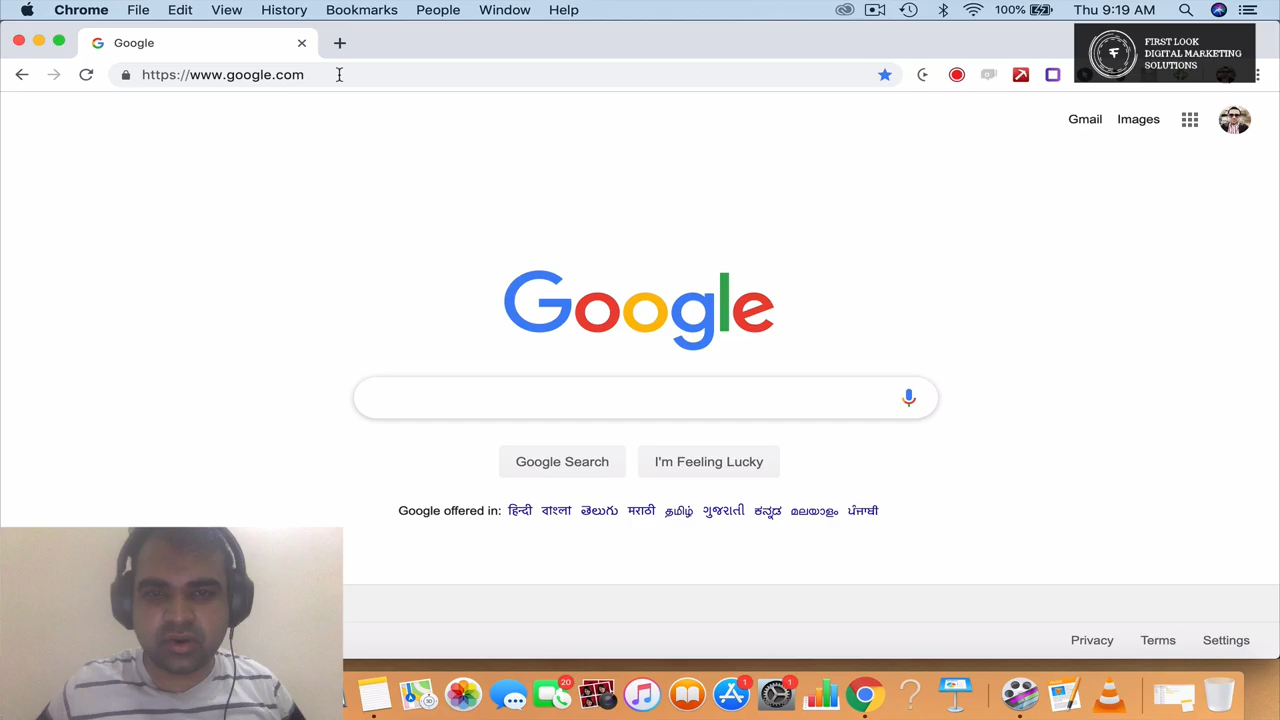 Chrome File Edit View History Bookmarks People Window Help 100% Thu 9:19 AM
Google
FIRST LOOK
DIGITAL MARKETING
SOLUTIONS
https://www.google.com
Gmail Images
Google
Google Search I'm Feeling Lucky
Google offered in: हिन्दी বাংলা తెలుగు मराठी தமிழ் ગુજરાતી ಕನ್ನಡ മലയാളം ਪੰਜਾਬੀ
Privacy Terms Settings
20 1 1